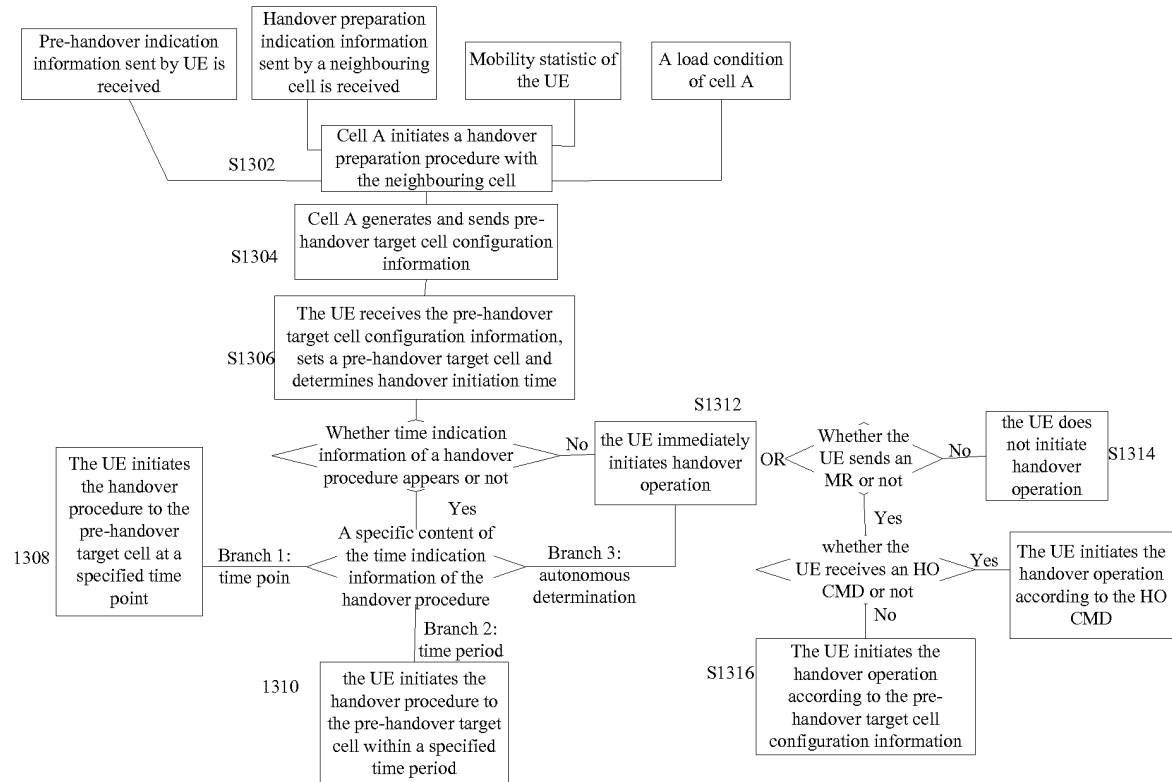 Pre-handover indication
information sent by UE is
received
Handover preparation
indication information
sent by a neighbouring
cell is received
Mobility statistic
of the UE
A load condition
of cell A
S1302
Cell A initiates a handover
preparation procedure with
the neighbouring cell
S1304
Cell A generates and sends pre-
handover target cell configuration
information
S1306
The UE receives the pre-handover
target cell configuration information,
sets a pre-handover target cell and
determines handover initiation time
Whether time indication
information of a handover
procedure appears or not
No
Yes
S1312
the UE immediately
initiates handover
operation
OR
Whether the
UE sends an
MR or not
No
the UE does
not initiate
handover
operation
S1314
Yes
1308
The UE initiates
the handover
procedure to the
pre-handover
target cell at a
specified time
point
Branch 1:
time poin
A specific content of
the time indication
information of the
handover procedure
Branch 3:
autonomous
determination
whether the
UE receives an HO
CMD or not
Yes
The UE initiates the
handover operation
according to the HO
CMD
No
Branch 2:
time period
1310
the UE initiates the
handover procedure to
the pre-handover target
cell within a specified
time period
S1316
The UE initiates the
handover operation
according to the pre-
handover target cell
configuration information